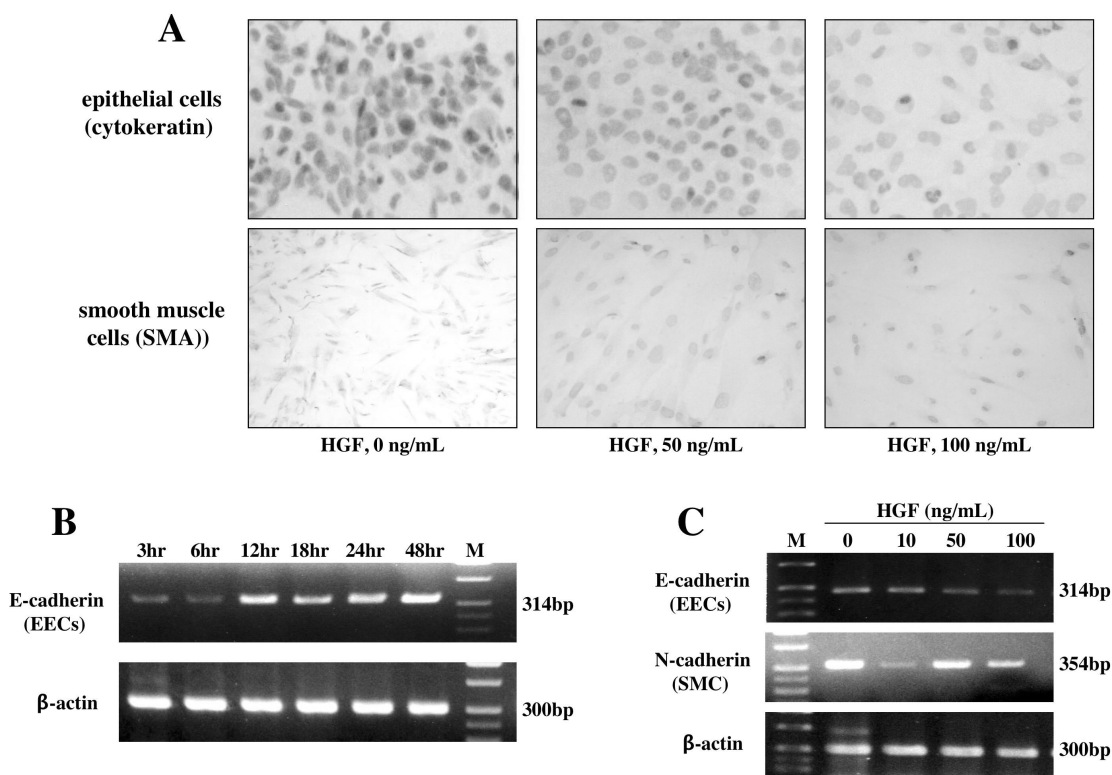 A
epithelial cells
(cytokeratin)
smooth muscle
cells (SMA))
HGF, 0 ng/mL
HGF, 50 ng/mL
HGF, 100 ng/mL
B
3hr 6hr 12hr 18hr 24hr 48hr M
E-cadherin
(EECs)
314bp
β-actin
300bp
C
HGF (ng/mL)
M 0 10 50 100
E-cadherin
(EECs)
314bp
N-cadherin
(SMC)
354bp
β-actin
300bp